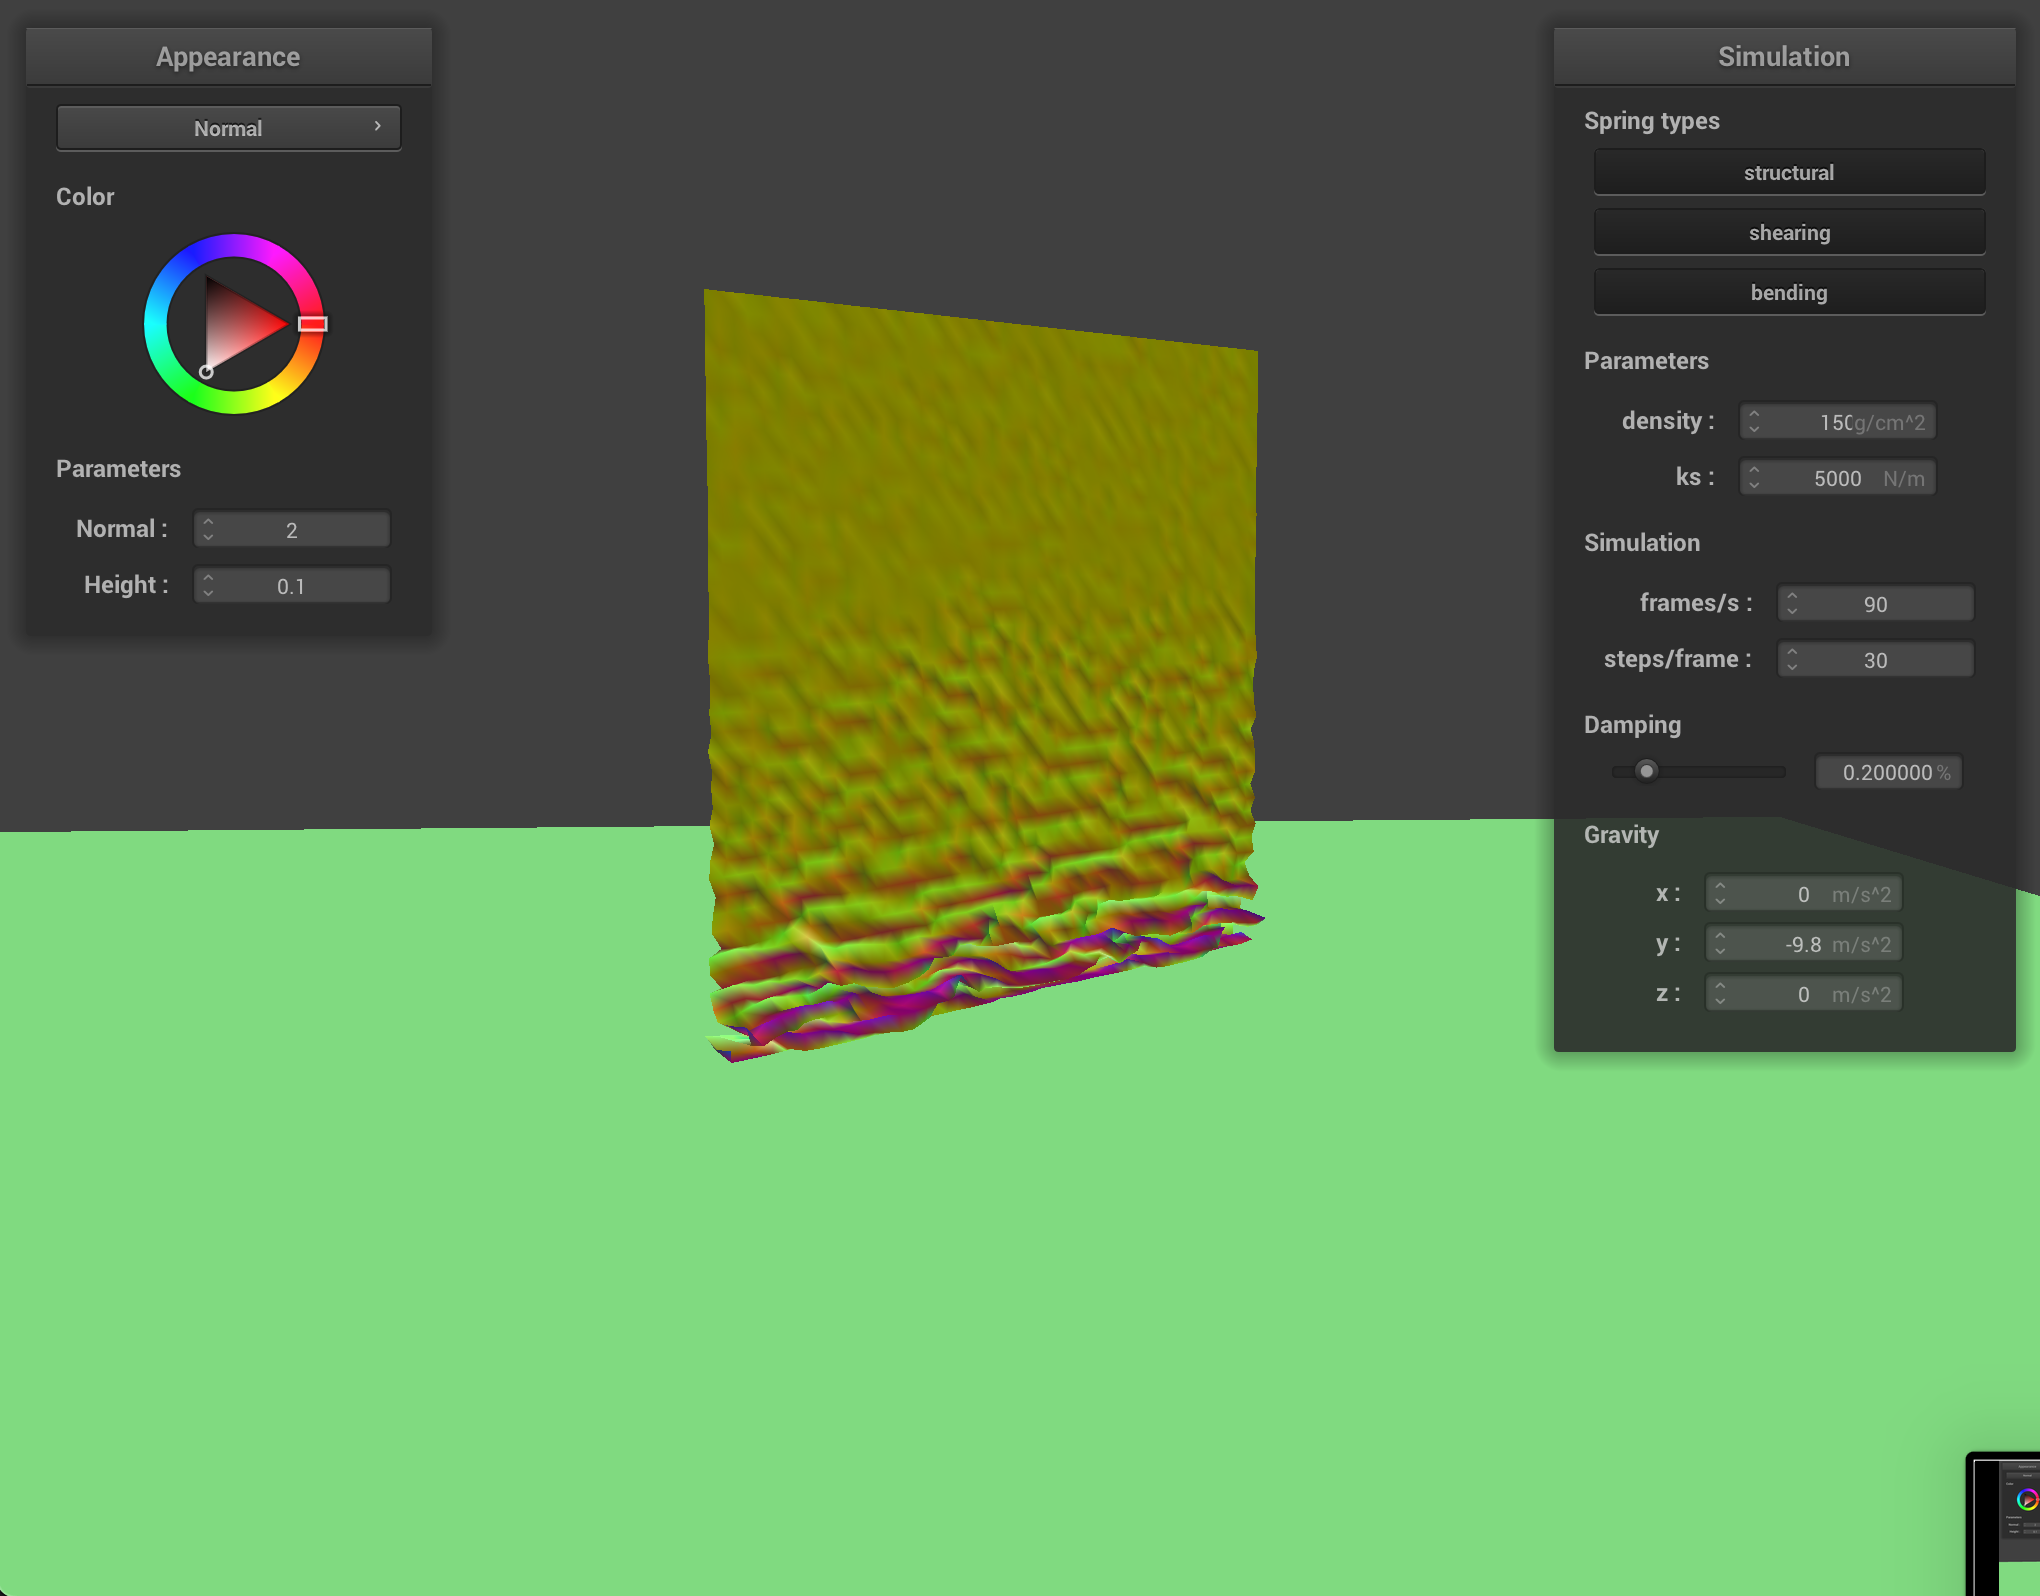 Appearance
Normal
Color
Parameters
Normal : 2
Height : 0.1
Simulation
Spring types
structural
shearing
bending
Parameters
density : 150 g/cm^2
ks : 5000 N/m
Simulation
frames/s : 90
steps/frame : 30
Damping
0.200000 %
Gravity
x : 0 m/s^2
y : -9.8 m/s^2
z : 0 m/s^2